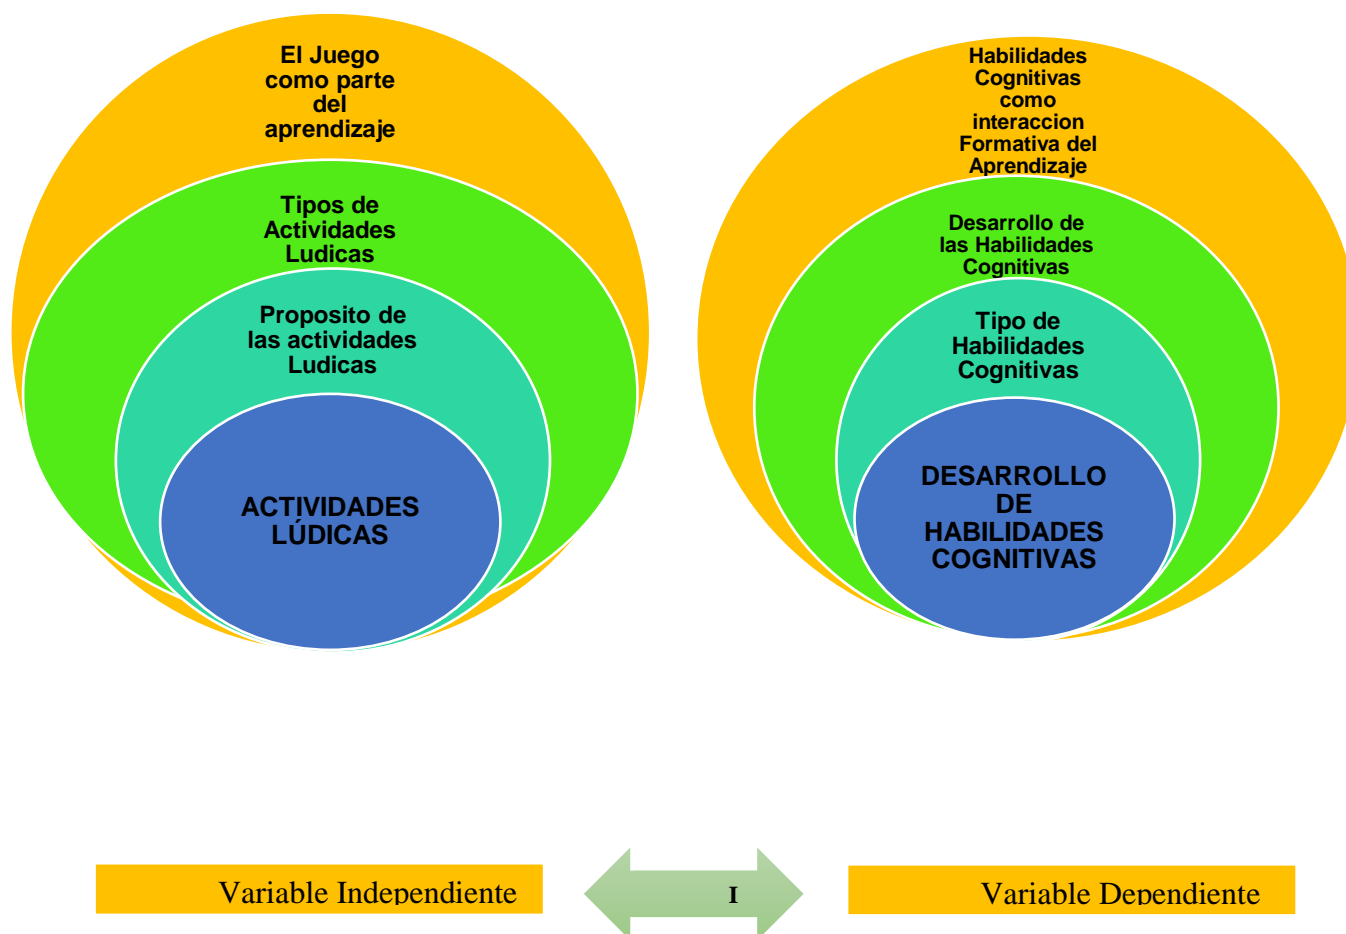 El Juego
como parte
del
aprendizaje
Tipos de
Actividades
Ludicas
Proposito de
las actividades
Ludicas
ACTIVIDADES
LÚDICAS
Habilidades
Cognitivas
como
interaccion
Formativa del
Aprendizaje
Desarrollo de
las Habilidades
Cognitivas
Tipo de
Habilidades
Cognitivas
DESARROLLO
DE
HABILIDADES
COGNITIVAS
Variable Independiente
I
Variable Dependiente